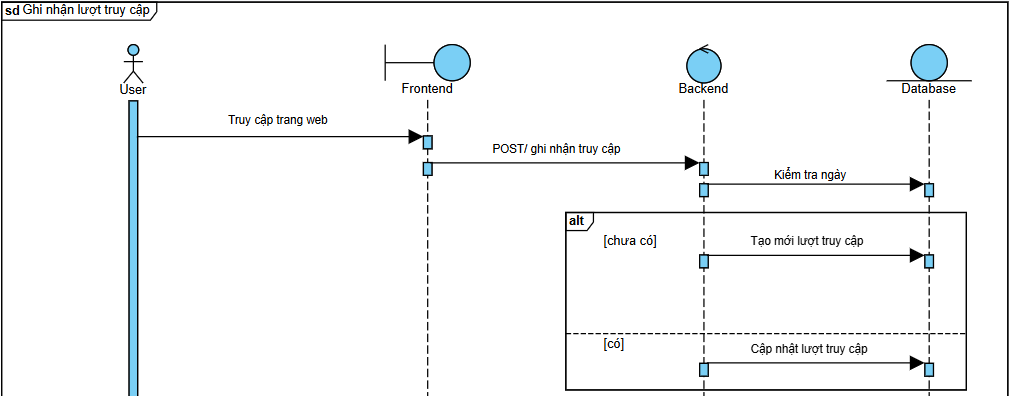 sd Ghi nhận lượt truy cập
User
Frontend
Backend
Database
Truy cập trang web
POST/ ghi nhận truy cập
Kiểm tra ngày
alt
[chưa có]
Tạo mới lượt truy cập
[có]
Cập nhật lượt truy cập